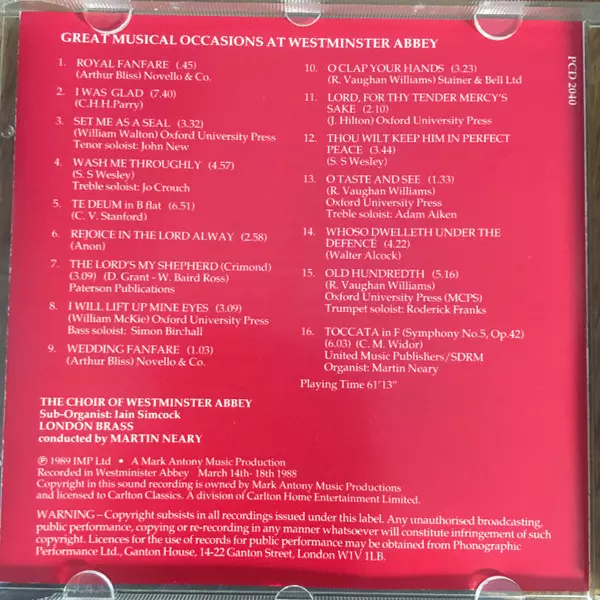 GREAT MUSICAL OCCASIONS AT WESTMINSTER ABBEY
1. ROYAL FANFARE (.45)
(Arthur Bliss) Novello & Co.
2. I WAS GLAD (7.40)
(C.H.H.Parry)
3. SET ME AS A SEAL (3.32)
(William Walton) Oxford University Press
Tenor soloist: John New
4. WASH ME THROUGHLY (4.57)
(S. S Wesley)
Treble soloist: Jo Crouch
5. TE DEUM in B flat (6.51)
(C. V. Stanford)
6. REJOICE IN THE LORD ALWAY (2.58)
(Anon)
7. THE LORD'S MY SHEPHERD (Crimond)
(3.09) (D. Grant - W. Baird Ross)
Paterson Publications
8. I WILL LIFT UP MINE EYES (3.09)
(William McKie) Oxford University Press
Bass soloist: Simon Birchall
9. WEDDING FANFARE (1.03)
(Arthur Bliss) Novello & Co.
10. O CLAP YOUR HANDS (3.23)
(R. Vaughan Williams) Stainer & Bell Ltd
11. LORD, FOR THY TENDER MERCY'S
SAKE (2.10)
(J. Hilton) Oxford University Press
12. THOU WILT KEEP HIM IN PERFECT
PEACE (3.44)
(S. S Wesley)
13. O TASTE AND SEE (1.33)
(R. Vaughan Williams)
Oxford University Press
Treble soloist: Adam Aiken
14. WHOSO DWELLETH UNDER THE
DEFENCE (4.22)
(Walter Alcock)
15. OLD HUNDREDTH (5.16)
(R. Vaughan Williams)
Oxford University Press (MCPS)
Trumpet soloist: Roderick Franks
16. TOCCATA in F (Symphony No.5, Op.42)
(6.03) (C. M. Widor)
United Music Publishers/SDRM
Organist: Martin Neary
Playing Time 61'13"
PCD 2040
THE CHOIR OF WESTMINSTER ABBEY
Sub-Organist: Iain Simcock
LONDON BRASS
conducted by MARTIN NEARY
℗ 1989 IMP Ltd • A Mark Antony Music Production
Recorded in Westminister Abbey March 14th- 18th 1988
Copyright in this sound recording is owned by Mark Antony Music Productions
and licensed to Carlton Classics. A division of Carlton Home Entertainment Limited.
WARNING – Copyright subsists in all recordings issued under this label. Any unauthorised broadcasting,
public performance, copying or re-recording in any manner whatsoever will constitute infringement of such
copyright. Licences for the use of records for public performance may be obtained from Phonographic
Performance Ltd., Ganton House, 14-22 Ganton Street, London W1V 1LB.